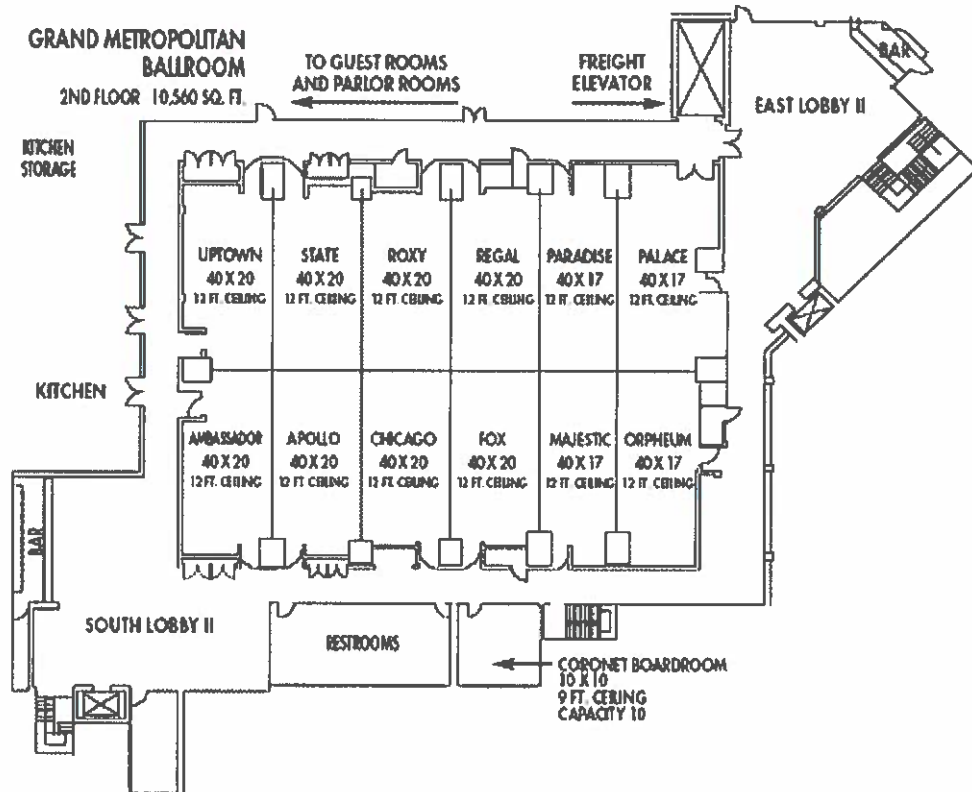 GRAND METROPOLITAN
BALLROOM
2ND FLOOR 10,560 SQ. FT.
TO GUEST ROOMS
AND PARLOR ROOMS
FREIGHT
ELEVATOR
BAR
EAST LOBBY II
KITCHEN
STORAGE
UPTOWN
40 X 20
12 FT. CEILING
STATE
40 X 20
12 FT. CEILING
ROXY
40 X 20
12 FT. CEILING
REGAL
40 X 20
12 FT. CEILING
PARADISE
40 X 17
12 FT. CEILING
PALACE
40 X 17
12 FT. CEILING
KITCHEN
AMBASSADOR
40 X 20
12 FT. CEILING
APOLLO
40 X 20
12 FT. CEILING
CHICAGO
40 X 20
12 FT. CEILING
FOX
40 X 20
12 FT. CEILING
MAJESTIC
40 X 17
12 FT. CEILING
ORPHEUM
40 X 17
12 FT. CEILING
BAR
SOUTH LOBBY II
RESTROOMS
CORONET BOARDROOM
10 X 10
9 FT. CEILING
CAPACITY 10